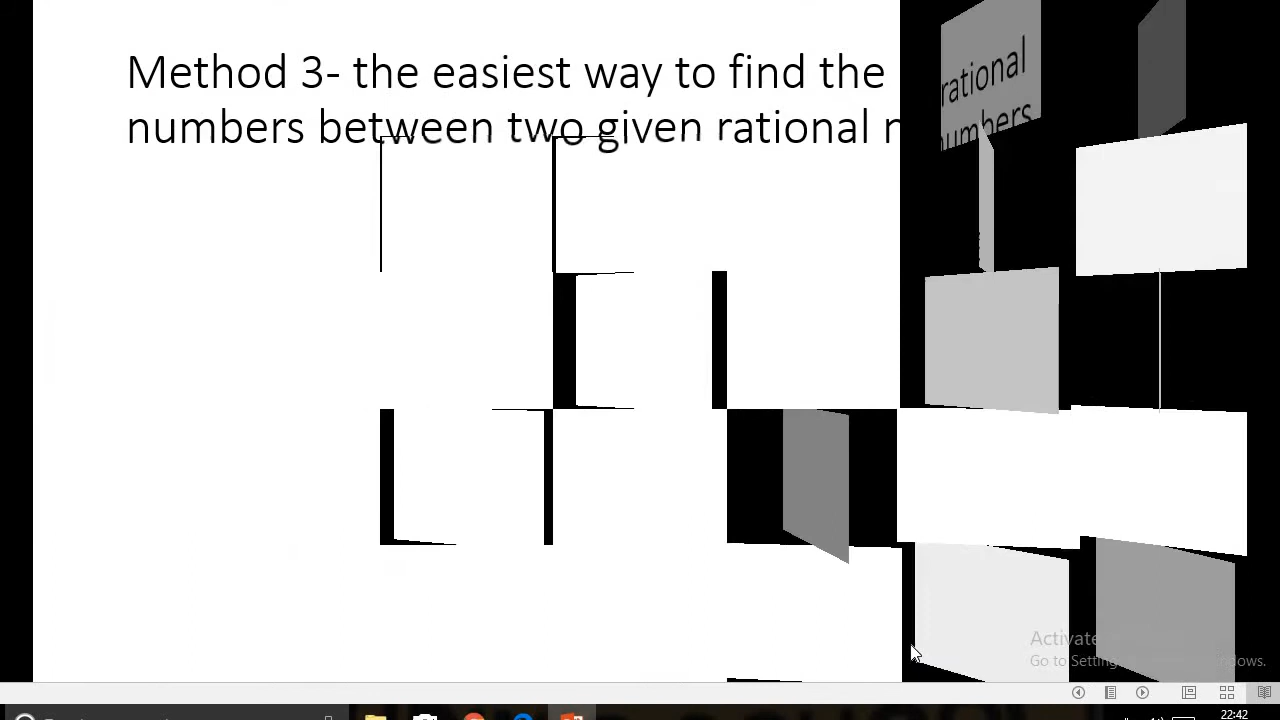 Method 3- the easiest way to find the rational
numbers between two given rational numbers
Activate
Go to Settings
22:42